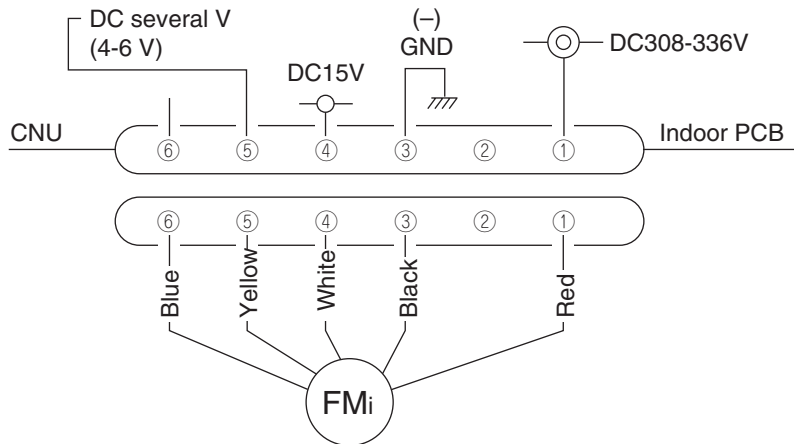 DC several V
(4-6 V)
(–)
GND
DC15V
DC308-336V
CNU
⑥ ⑤ ④ ③ ② ①
Indoor PCB
⑥ ⑤ ④ ③ ② ①
Blue
Yellow
White
Black
Red
FMi